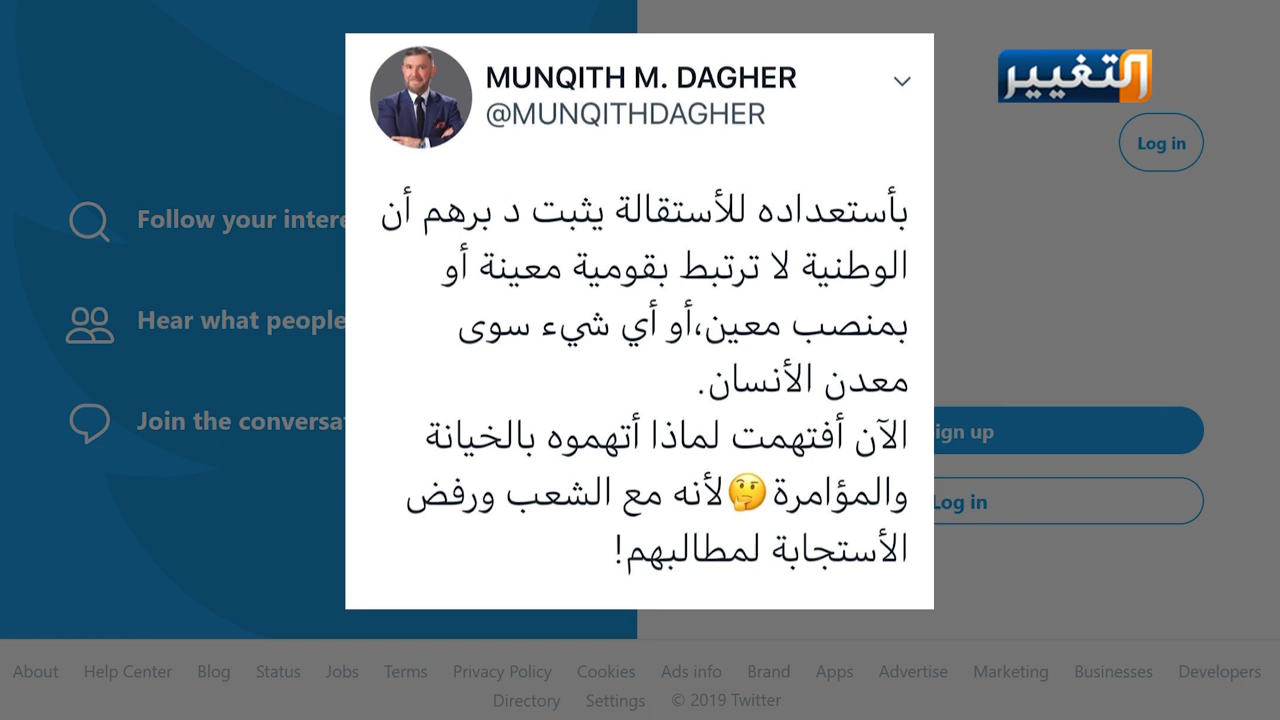 التغيير
Log in
Follow your intere
Hear what people
Join the conversa
MUNQITH M. DAGHER
@MUNQITHDAGHER
بأستعداده للأستقالة يثبت د برهم أن
الوطنية لا ترتبط بقومية معينة أو
بمنصب معين،أو أي شيء سوى
معدن الأنسان.
الآن أفتهمت لماذا أتهموه بالخيانة
والمؤامرة🤔لأنه مع الشعب ورفض
الأستجابة لمطالبهم!
ign up
Log in
About Help Center Blog Status Jobs Terms Privacy Policy Cookies Ads info Brand Apps Advertise Marketing Businesses Developers
Directory Settings © 2019 Twitter